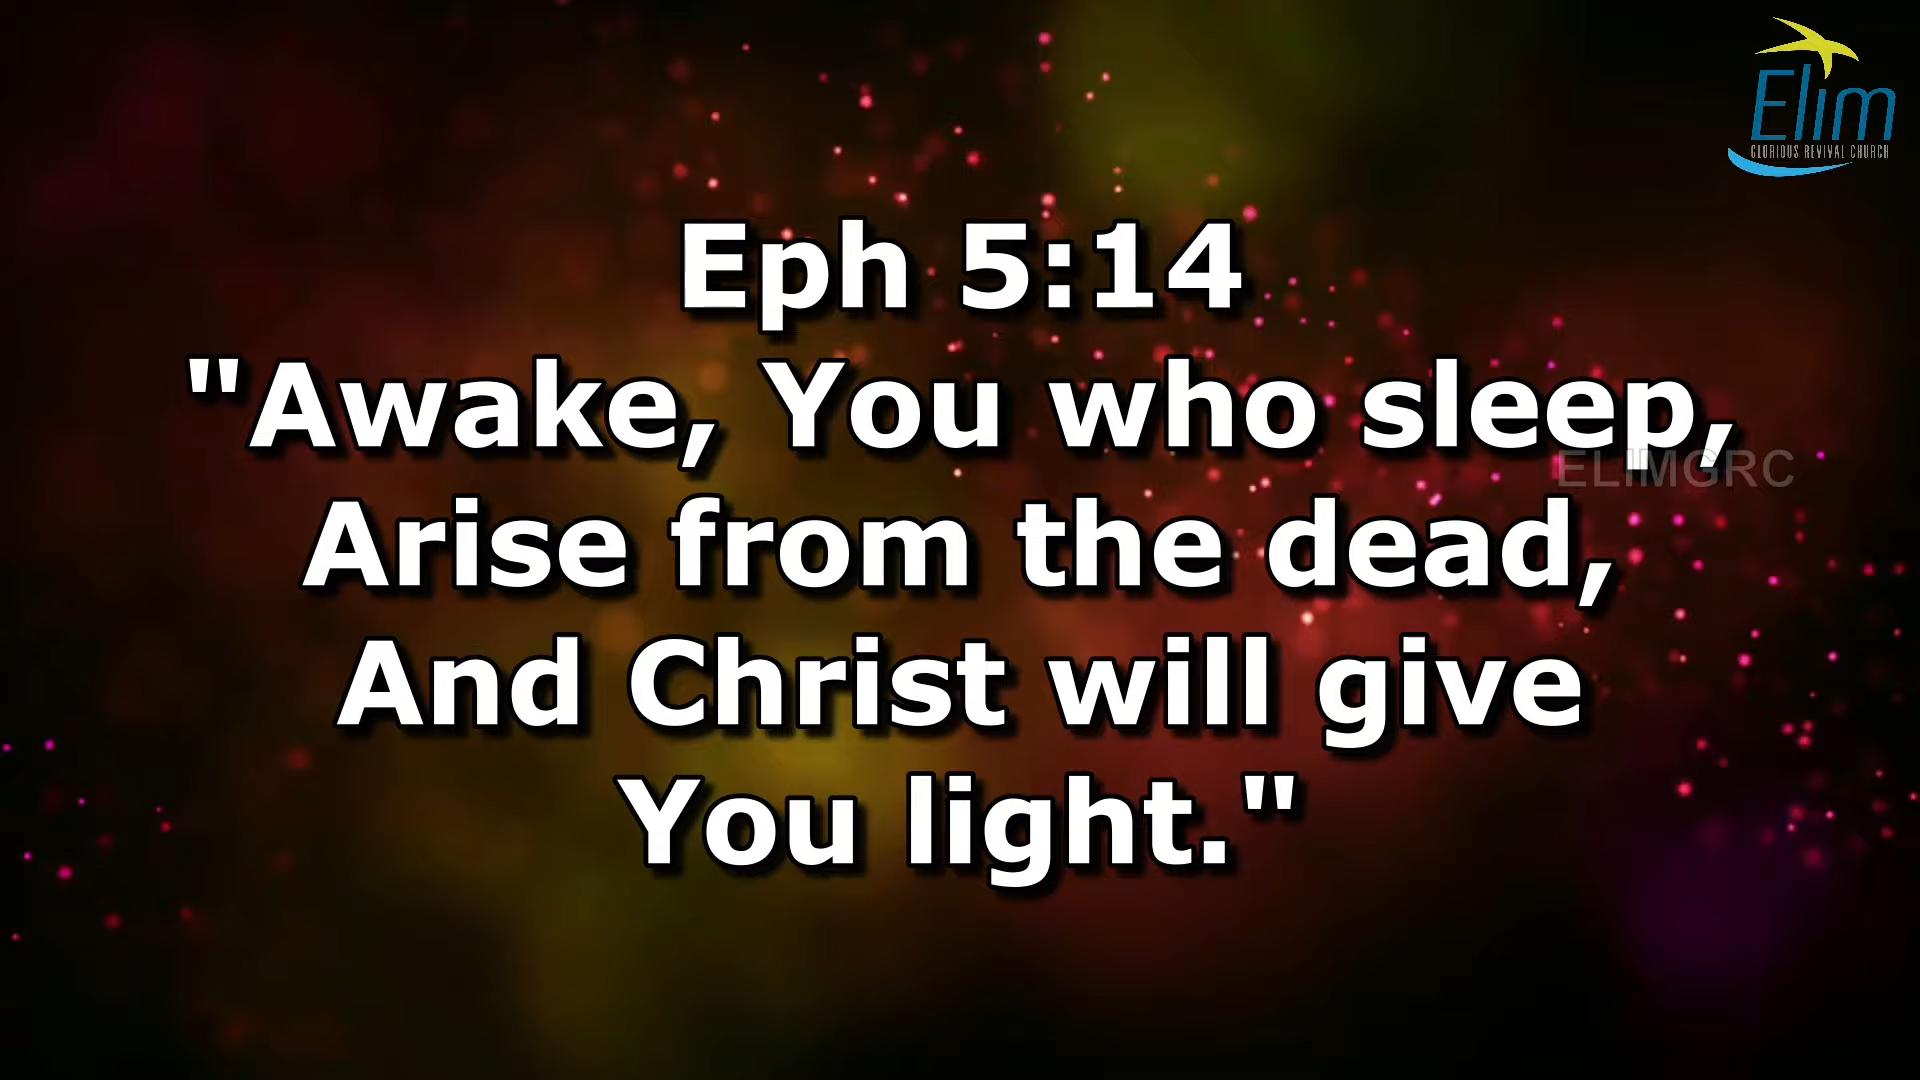 Elim
GLORIOUS REVIVAL CHURCH
Eph 5:14
"Awake, You who sleep,
ELIMGRC
Arise from the dead,
And Christ will give
You light."